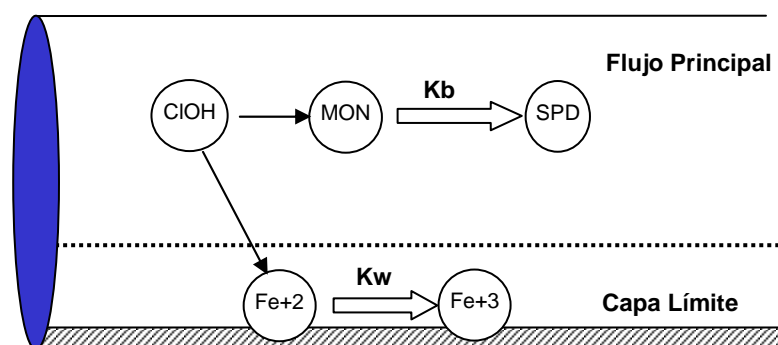 Flujo Principal
ClOH
MON
Kb
SPD
Fe+2
Kw
Fe+3
Capa Límite